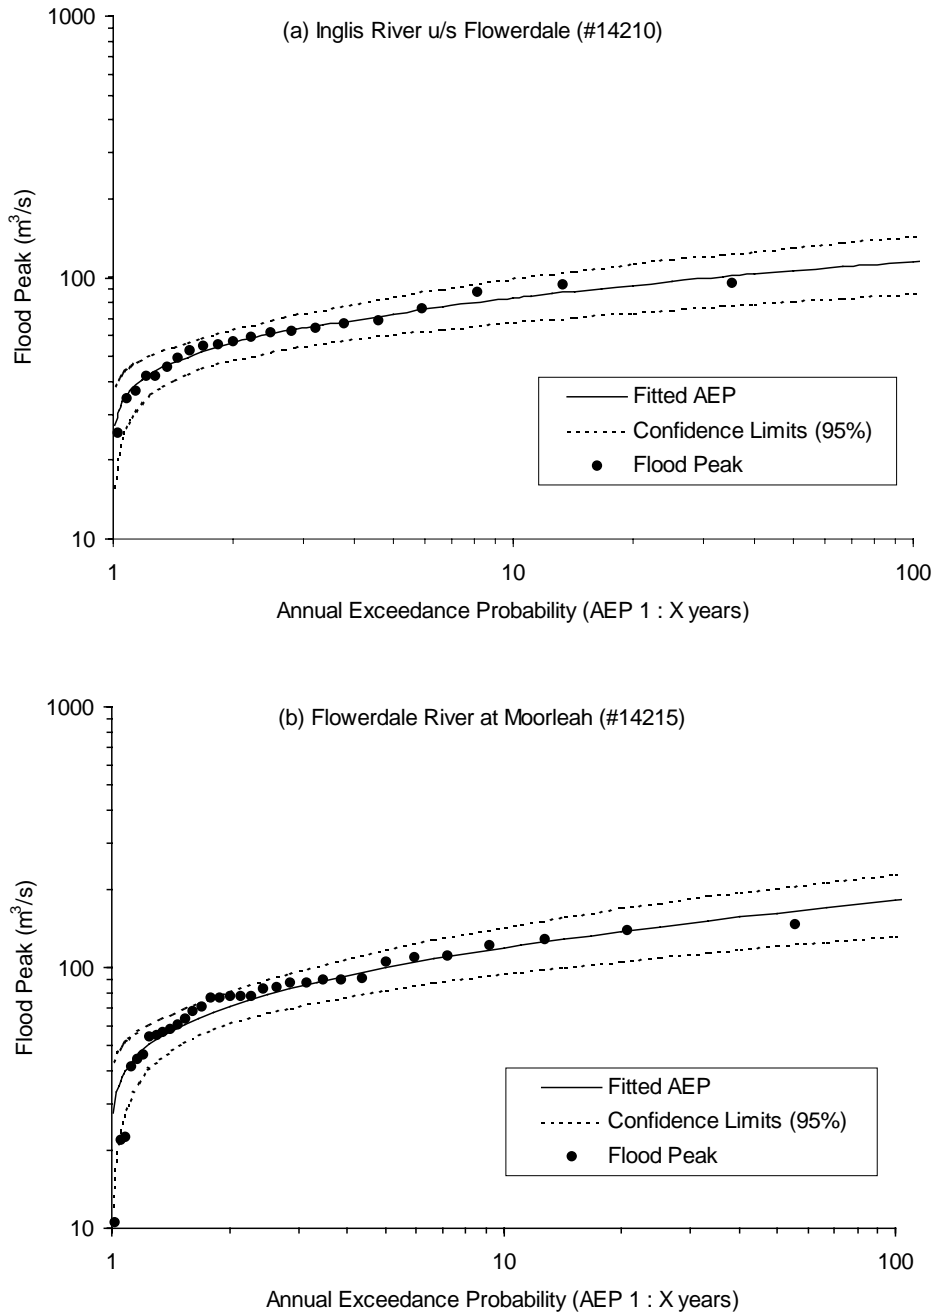 (a) Inglis River u/s Flowerdale (#14210)
1000
100
10
Flood Peak (m³/s)
Fitted AEP
Confidence Limits (95%)
Flood Peak
1 10 100
Annual Exceedance Probability (AEP 1 : X years)
(b) Flowerdale River at Moorleah (#14215)
1000
100
10
Flood Peak (m³/s)
Fitted AEP
Confidence Limits (95%)
Flood Peak
1 10 100
Annual Exceedance Probability (AEP 1 : X years)